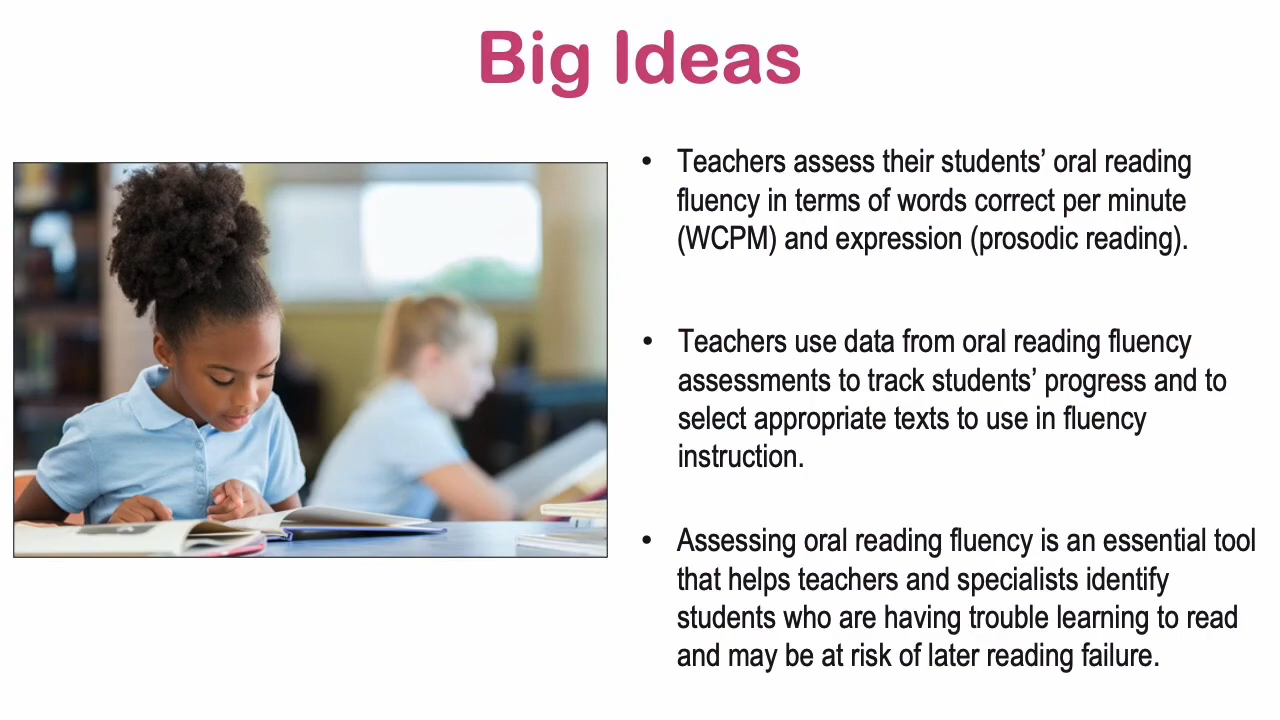 Big Ideas
• Teachers assess their students’ oral reading
fluency in terms of words correct per minute
(WCPM) and expression (prosodic reading).
• Teachers use data from oral reading fluency
assessments to track students’ progress and to
select appropriate texts to use in fluency
instruction.
• Assessing oral reading fluency is an essential tool
that helps teachers and specialists identify
students who are having trouble learning to read
and may be at risk of later reading failure.